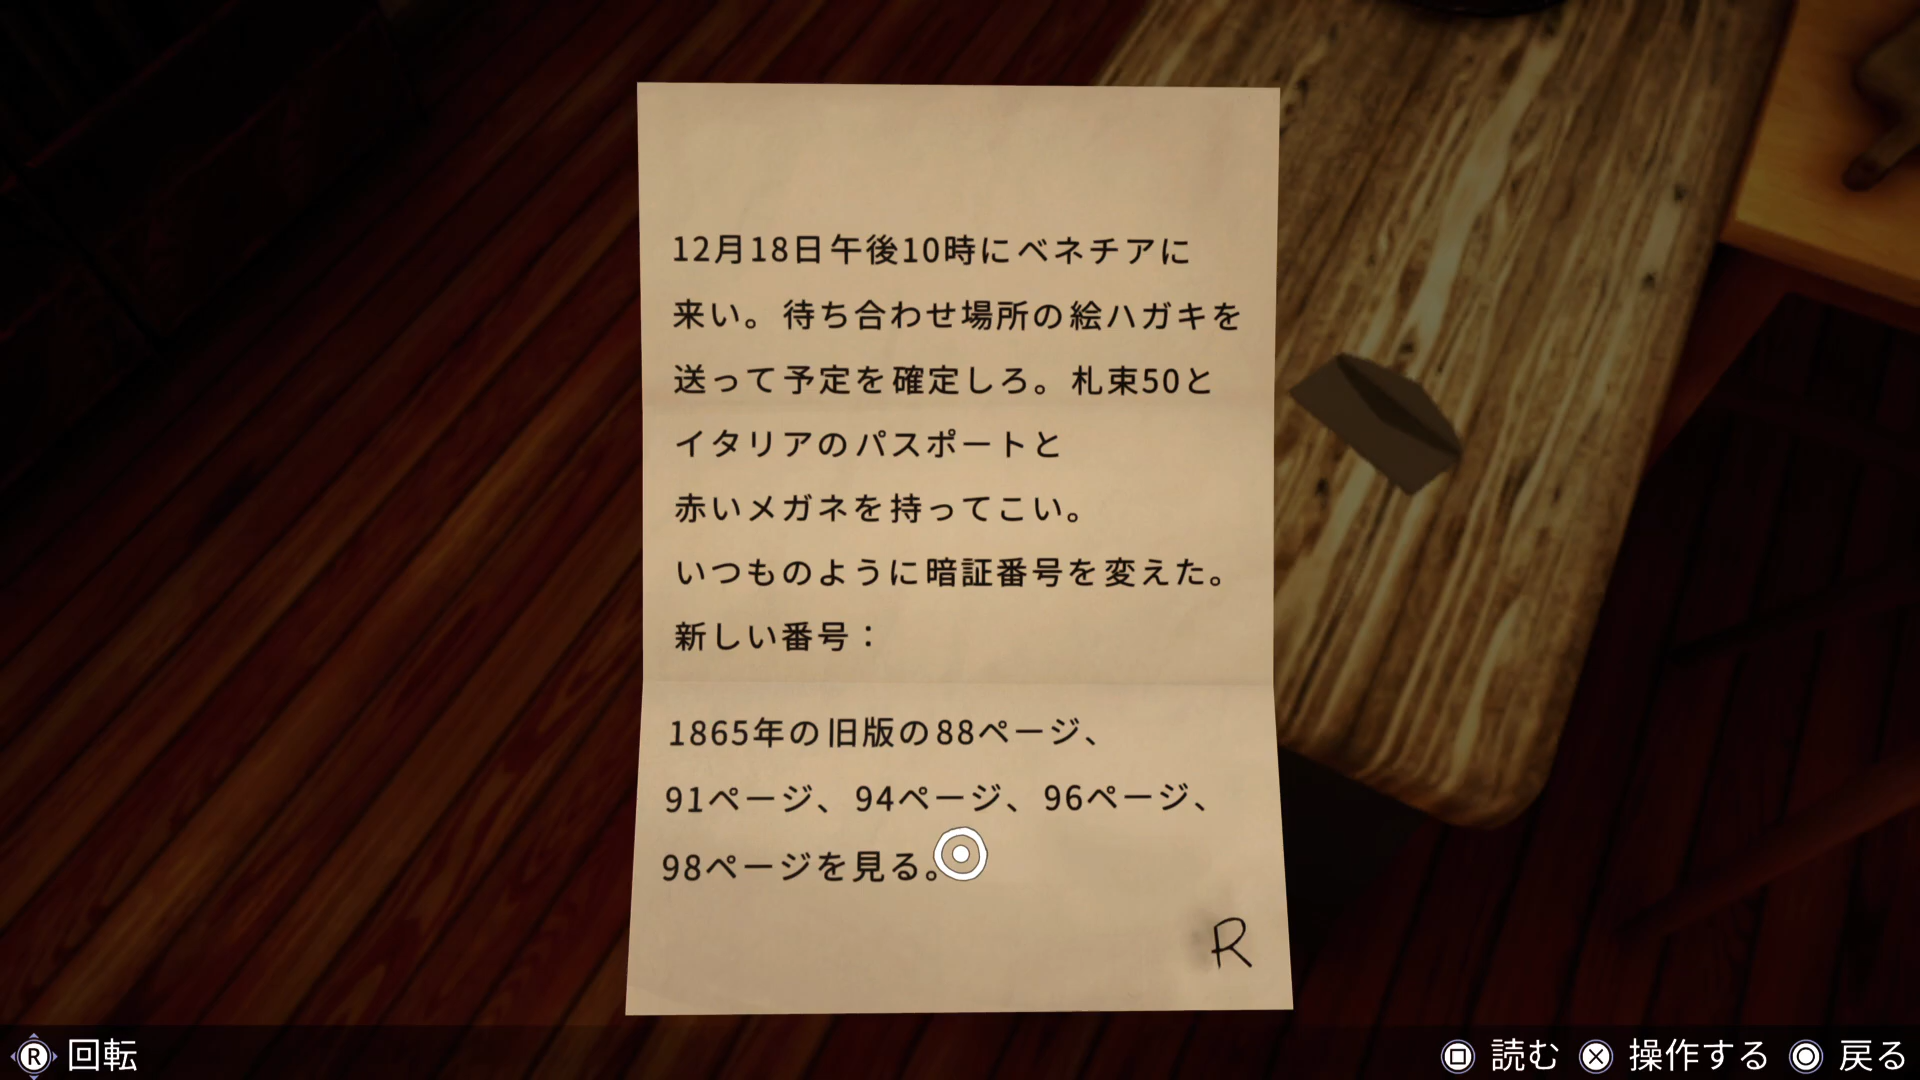 12月18日午後10時にベネチアに
来い。待ち合わせ場所の絵ハガキを
送って予定を確定しろ。札束50と
イタリアのパスポートと
赤いメガネを持ってこい。
いつものように暗証番号を変えた。
新しい番号：
1865年の旧版の88ページ、
91ページ、94ページ、96ページ、
98ページを見る。
R
R 回転
読む 操作する 戻る